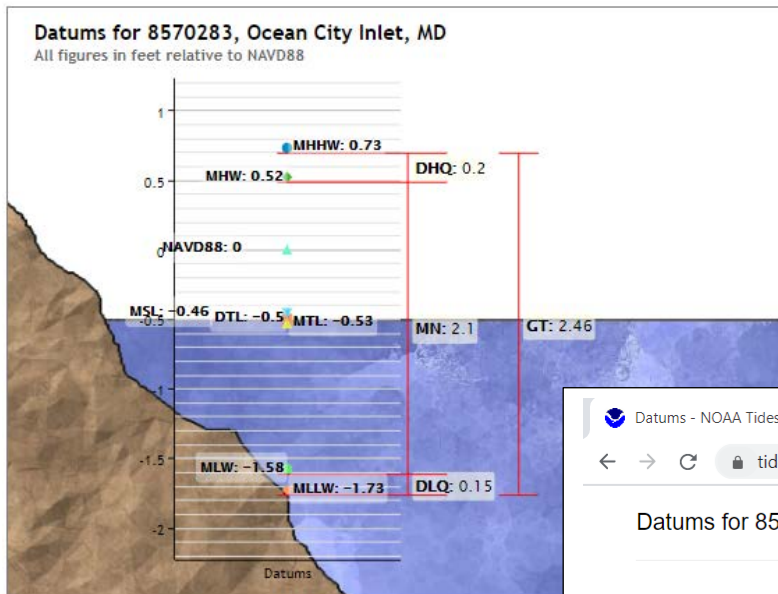 Datums for 8570283, Ocean City Inlet, MD
All figures in feet relative to NAVD88
1
MHHW: 0.73
DHQ: 0.2
MHW: 0.52
0.5
NAVD88: 0
0
MSL: −0.46
DTL: −0.5
MTL: −0.53
-0.5
MN: 2.1
GT: 2.46
-1
-1.5
MLW: −1.58
MLLW: −1.73
DLQ: 0.15
-2
Datums
Datums - NOAA Tides
tid
Datums for 85